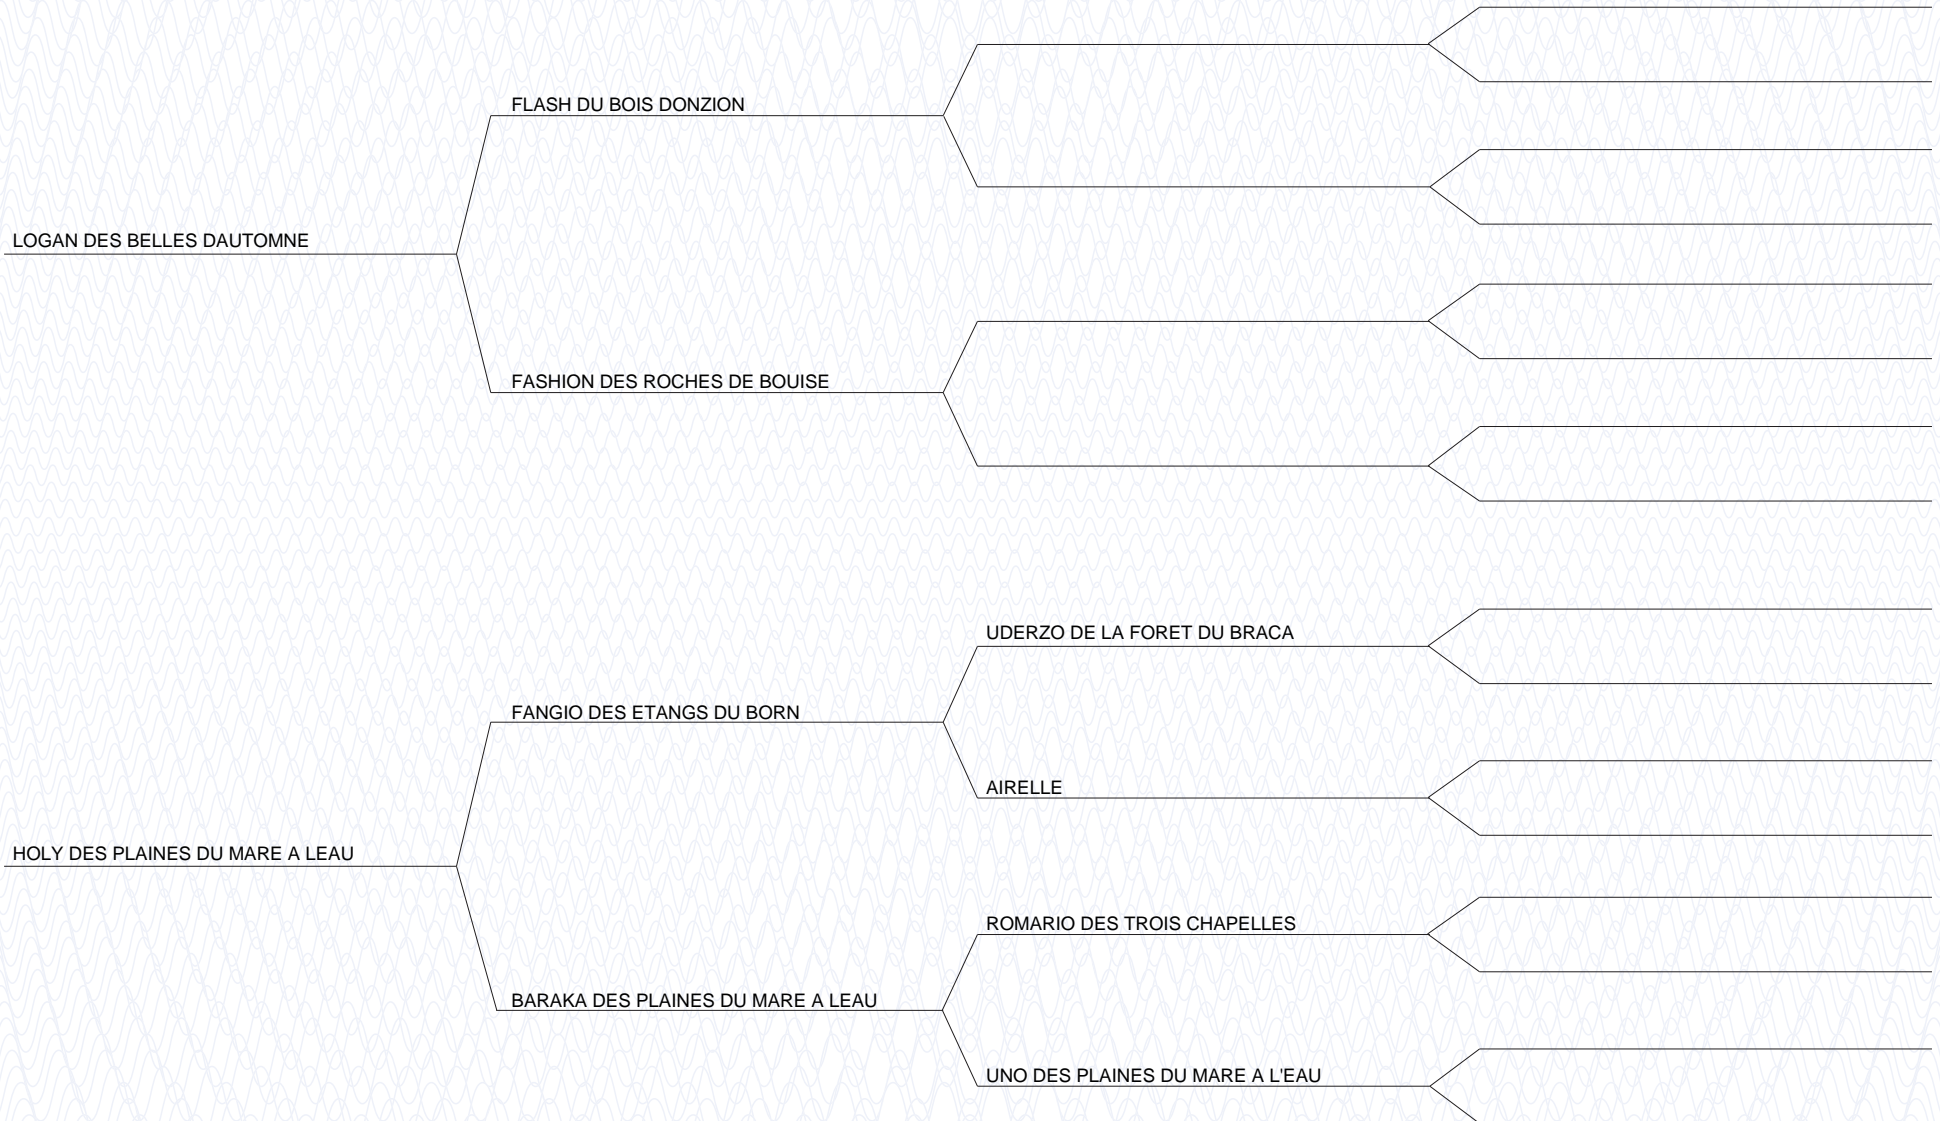 FLASH DU BOIS DONZION
LOGAN DES BELLES DAUTOMNE
FASHION DES ROCHES DE BOUISE
UDERZO DE LA FORET DU BRACA
FANGIO DES ETANGS DU BORN
AIRELLE
HOLY DES PLAINES DU MARE A LEAU
ROMARIO DES TROIS CHAPELLES
BARAKA DES PLAINES DU MARE A LEAU
UNO DES PLAINES DU MARE A L'EAU